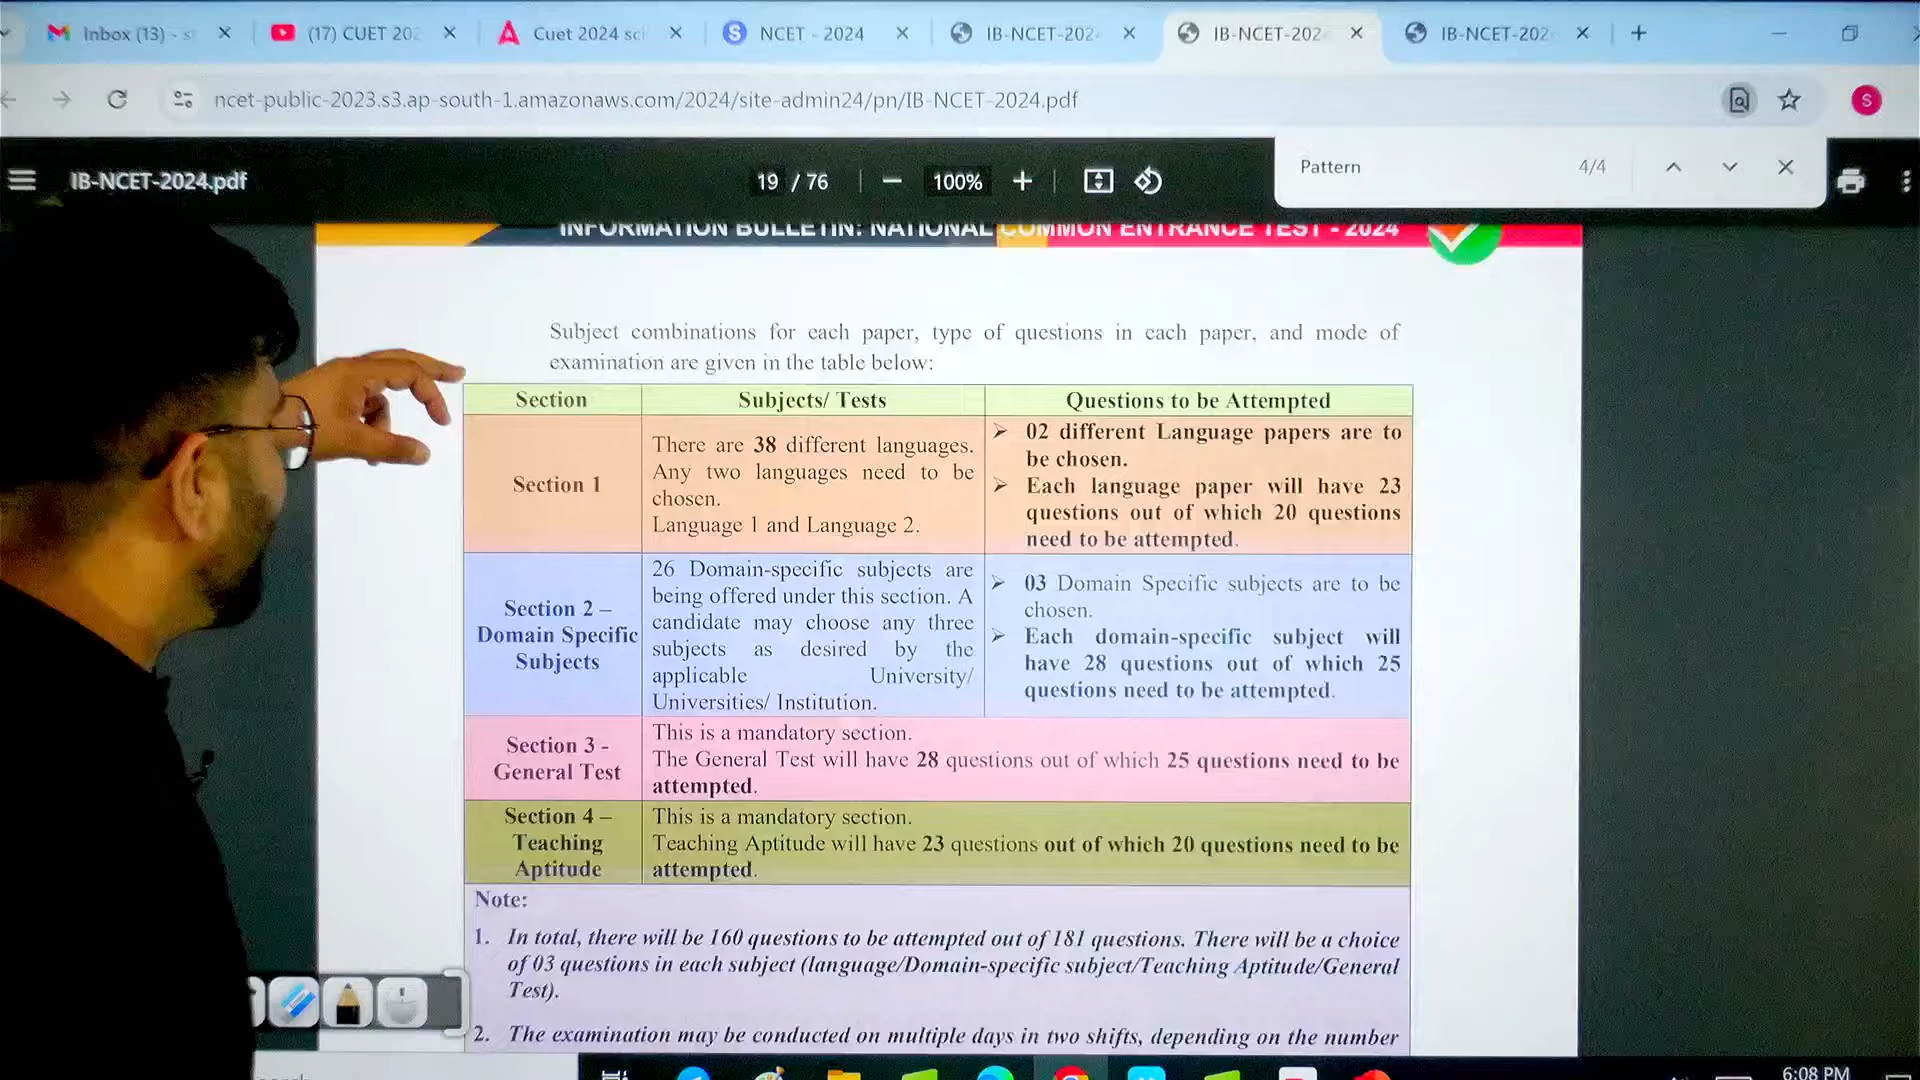 Inbox (13) - s
(17) CUET 202
Cuet 2024 sci
NCET - 2024
IB-NCET-202
IB-NCET-202
IB-NCET-202
ncet-public-2023.s3.ap-south-1.amazonaws.com/2024/site-admin24/pn/IB-NCET-2024.pdf
S
IB-NCET-2024.pdf
19 / 76
100%
Pattern
4/4
INFORMATION BULLETIN: NATIONAL COMMON ENTRANCE TEST - 2024
Subject combinations for each paper, type of questions in each paper, and mode of
examination are given in the table below:
Section
Subjects/ Tests
Questions to be Attempted
Section 1
There are 38 different languages.
Any two languages need to be
chosen.
Language 1 and Language 2.
➢ 02 different Language papers are to
be chosen.
➢ Each language paper will have 23
questions out of which 20 questions
need to be attempted.
Section 2 –
Domain Specific
Subjects
26 Domain-specific subjects are
being offered under this section. A
candidate may choose any three
subjects as desired by the
applicable University/
Universities/ Institution.
➢ 03 Domain Specific subjects are to be
chosen.
➢ Each domain-specific subject will
have 28 questions out of which 25
questions need to be attempted.
Section 3 -
General Test
This is a mandatory section.
The General Test will have 28 questions out of which 25 questions need to be
attempted.
Section 4 –
Teaching
Aptitude
This is a mandatory section.
Teaching Aptitude will have 23 questions out of which 20 questions need to be
attempted.
Note:
1. In total, there will be 160 questions to be attempted out of 181 questions. There will be a choice
of 03 questions in each subject (language/Domain-specific subject/Teaching Aptitude/General
Test).
2. The examination may be conducted on multiple days in two shifts, depending on the number
6:08 PM